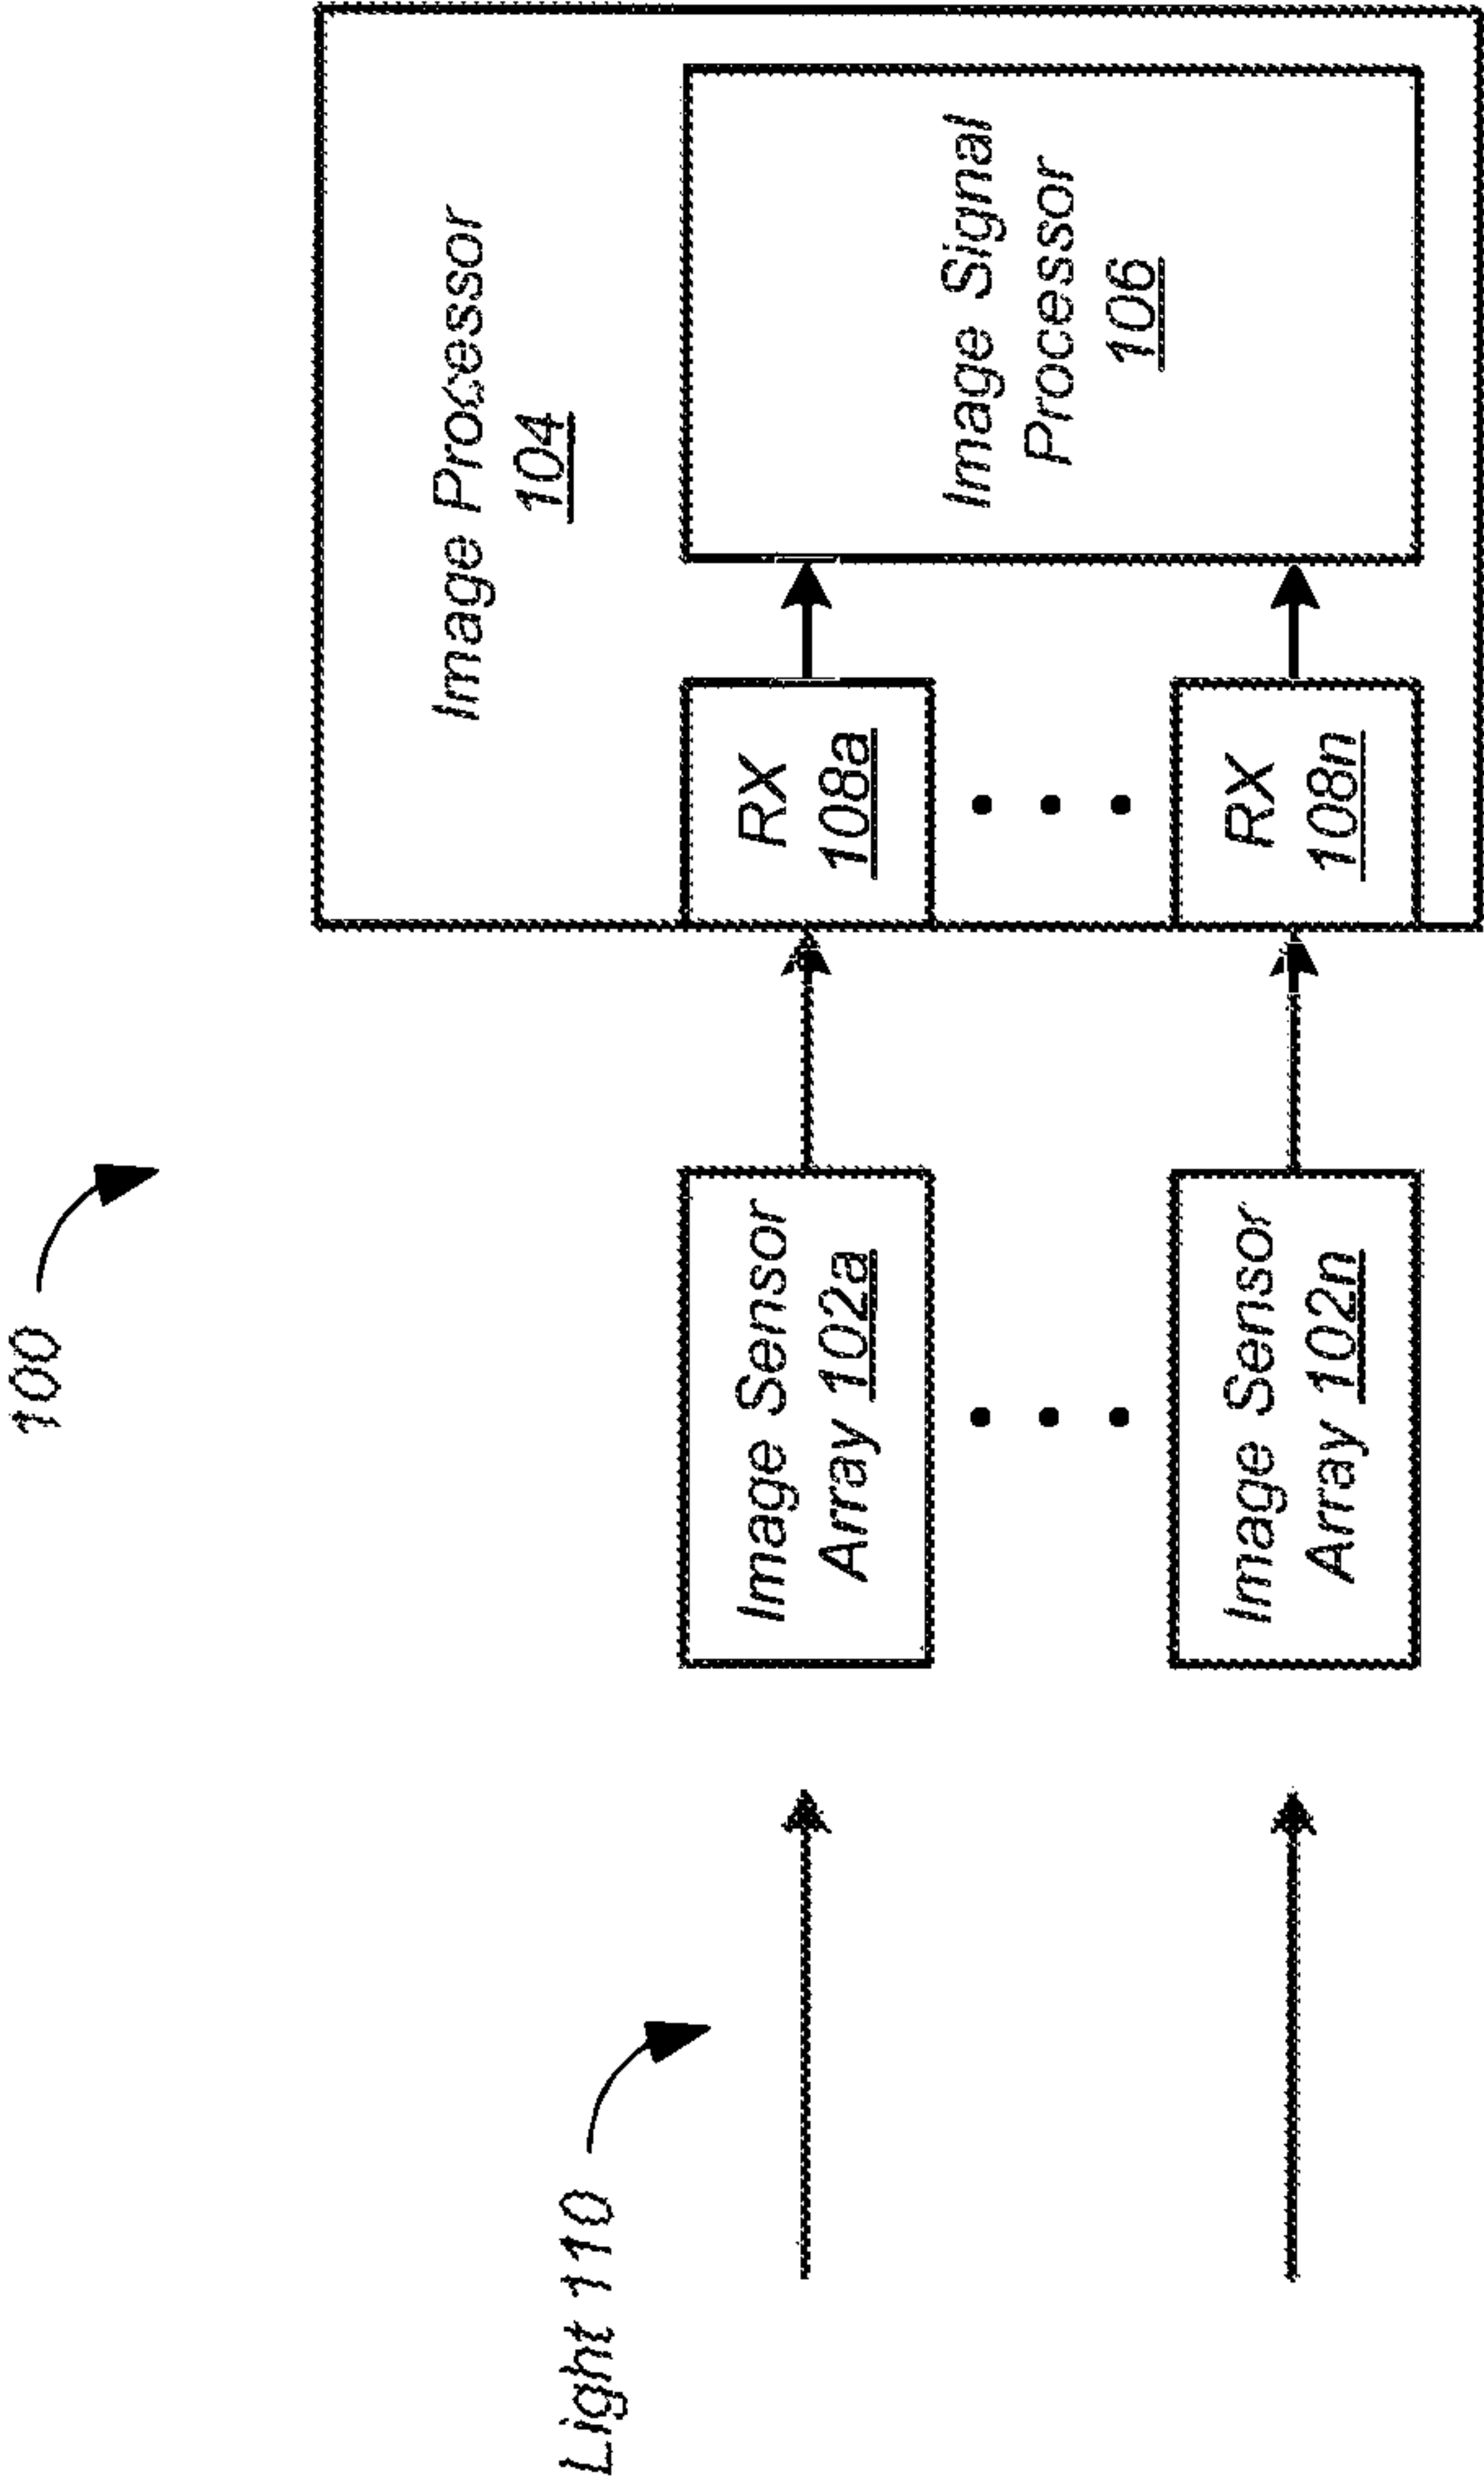 100
Image Processor
104
Light 110
Image Sensor
Array 102a
RX
108a
Image Signal
Processor
106
Image Sensor
Array 102n
RX
108n